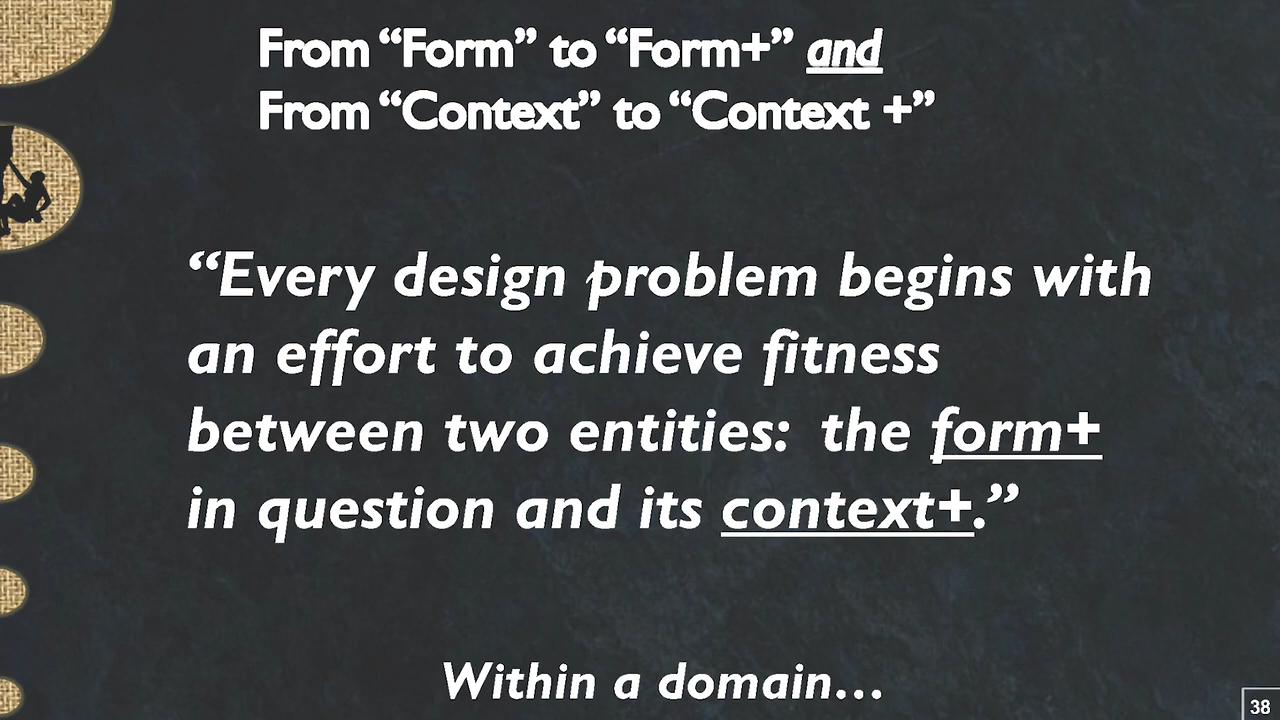 From “Form” to “Form+” and
From “Context” to “Context +”
“Every design problem begins with
an effort to achieve fitness
between two entities:  the form+
in question and its context+.”
Within a domain…
38